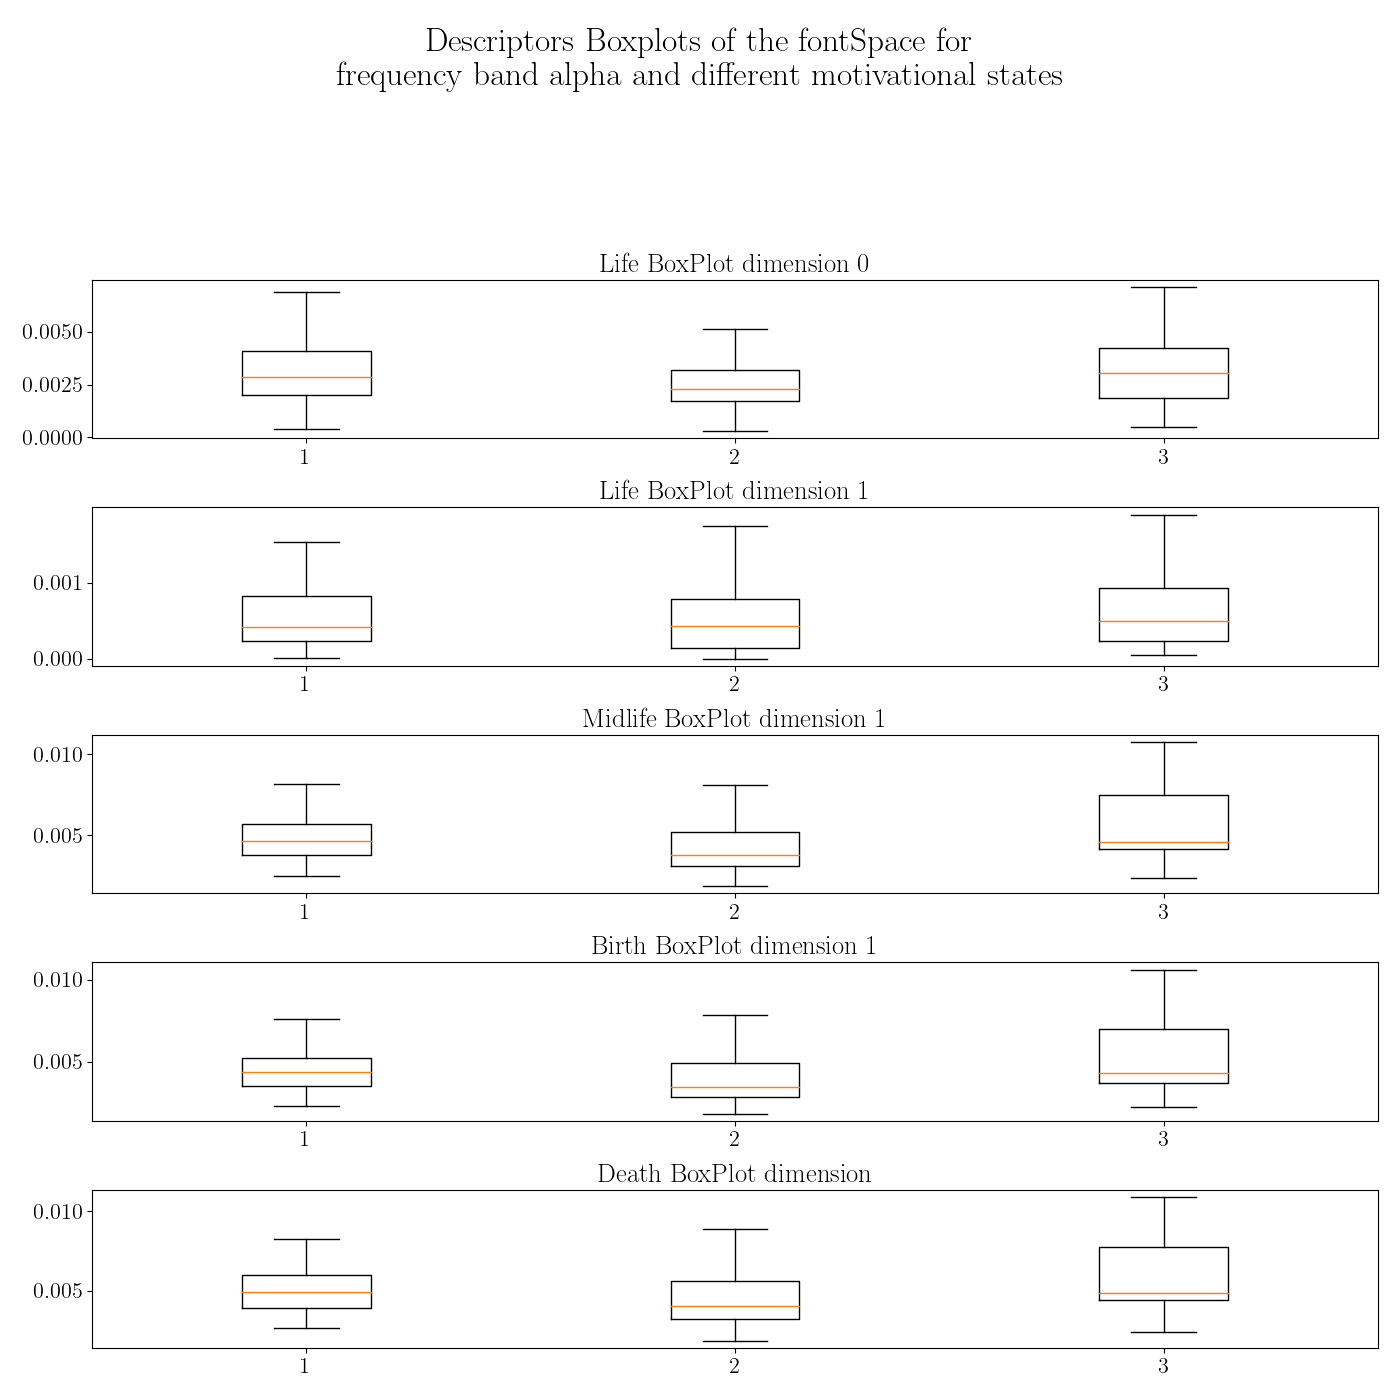 Descriptors Boxplots of the fontSpace for
frequency band alpha and different motivational states
Life BoxPlot dimension 0
0.0050
0.0025
0.0000
1 2 3
Life BoxPlot dimension 1
0.001
0.000
1 2 3
Midlife BoxPlot dimension 1
0.010
0.005
1 2 3
Birth BoxPlot dimension 1
0.010
0.005
1 2 3
Death BoxPlot dimension
0.010
0.005
1 2 3